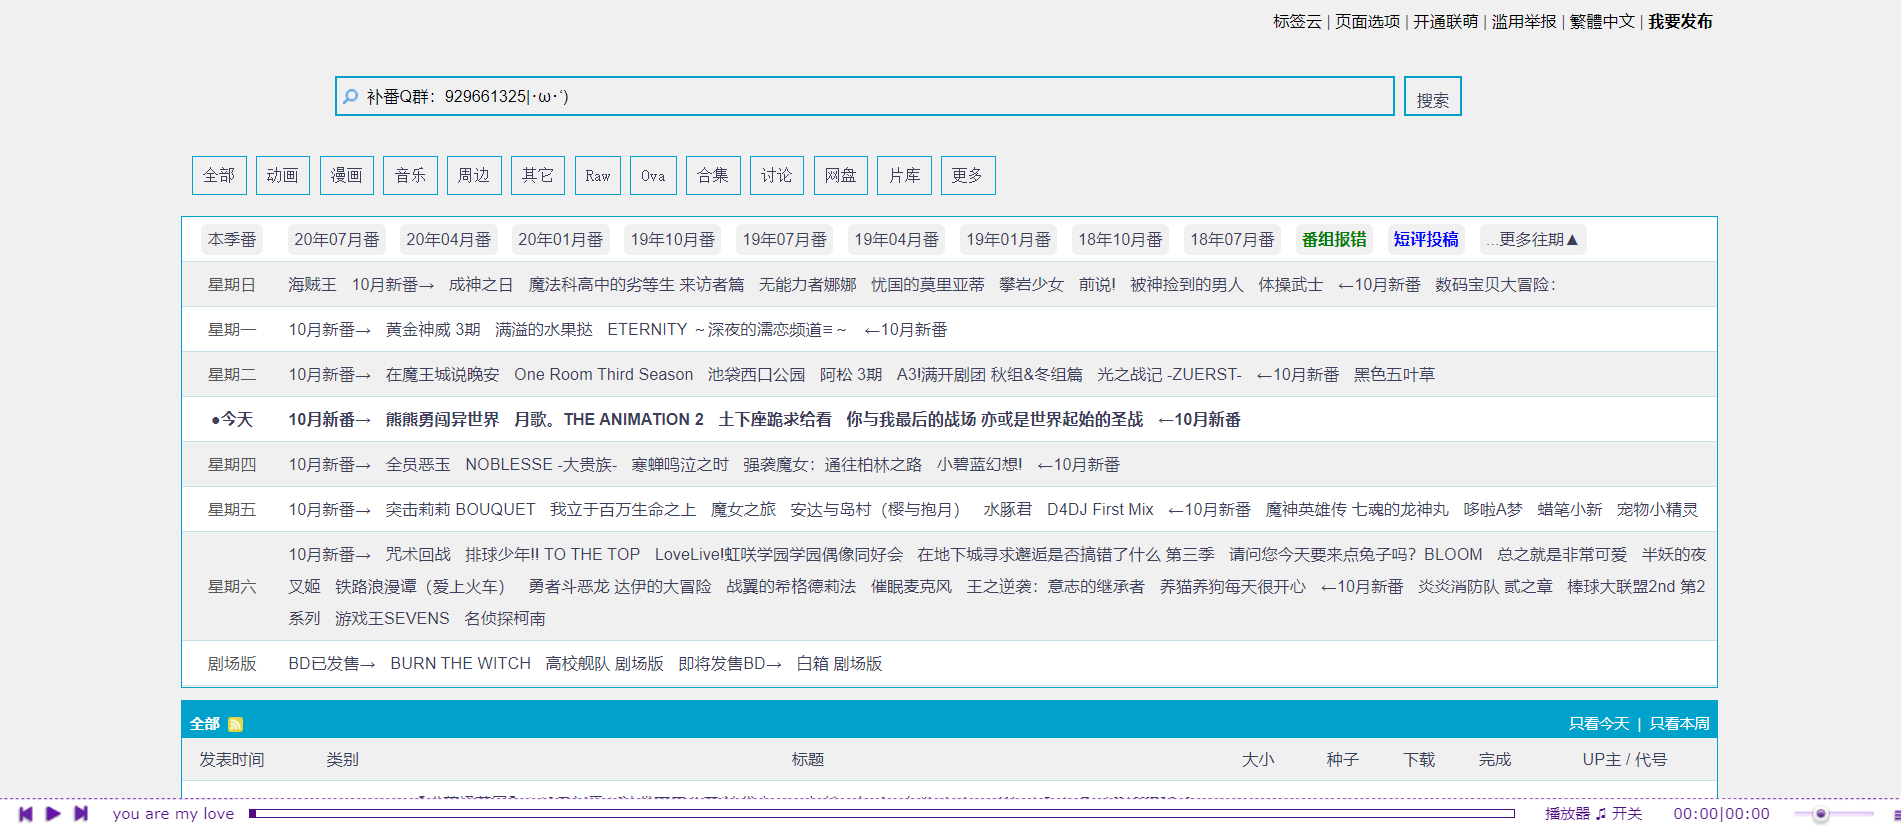 标签云 | 页面选项 | 开通联萌 | 滥用举报 | 繁體中文 | 我要发布
补番Q群：929661325|･ω･‘) 搜索
全部 动画 漫画 音乐 周边 其它 Raw Ova 合集 讨论 网盘 片库 更多
本季番 20年07月番 20年04月番 20年01月番 19年10月番 19年07月番 19年04月番 19年01月番 18年10月番 18年07月番 番组报错 短评投稿 ...更多往期▲
星期日 海贼王 10月新番→ 成神之日 魔法科高中的劣等生 来访者篇 无能力者娜娜 忧国的莫里亚蒂 攀岩少女 前说! 被神捡到的男人 体操武士 ←10月新番 数码宝贝大冒险：
星期一 10月新番→ 黄金神威 3期 满溢的水果挞 ETERNITY ～深夜的濡恋频道≡～ ←10月新番
星期二 10月新番→ 在魔王城说晚安 One Room Third Season 池袋西口公园 阿松 3期 A3!满开剧团 秋组&冬组篇 光之战记 -ZUERST- ←10月新番 黑色五叶草
●今天 10月新番→ 熊熊勇闯异世界 月歌。THE ANIMATION 2 土下座跪求给看 你与我最后的战场 亦或是世界起始的圣战 ←10月新番
星期四 10月新番→ 全员恶玉 NOBLESSE -大贵族- 寒蝉鸣泣之时 强袭魔女：通往柏林之路 小碧蓝幻想! ←10月新番
星期五 10月新番→ 突击莉莉 BOUQUET 我立于百万生命之上 魔女之旅 安达与岛村（樱与抱月） 水豚君 D4DJ First Mix ←10月新番 魔神英雄传 七魂的龙神丸 哆啦A梦 蜡笔小新 宠物小精灵
10月新番→ 咒术回战 排球少年!! TO THE TOP LoveLive!虹咲学园学园偶像同好会 在地下城寻求邂逅是否搞错了什么 第三季 请问您今天要来点兔子吗？BLOOM 总之就是非常可爱 半妖的夜
星期六 叉姬 铁路浪漫谭（爱上火车） 勇者斗恶龙 达伊的大冒险 战翼的希格德莉法 催眠麦克风 王之逆袭：意志的继承者 养猫养狗每天很开心 ←10月新番 炎炎消防队 贰之章 棒球大联盟2nd 第2
系列 游戏王SEVENS 名侦探柯南
剧场版 BD已发售→ BURN THE WITCH 高校舰队 剧场版 即将发售BD→ 白箱 剧场版
全部 只看今天 | 只看本周
发表时间 类别 标题 大小 种子 下载 完成 UP主 / 代号
you are my love 播放器 ♫ 开关 00:00|00:00